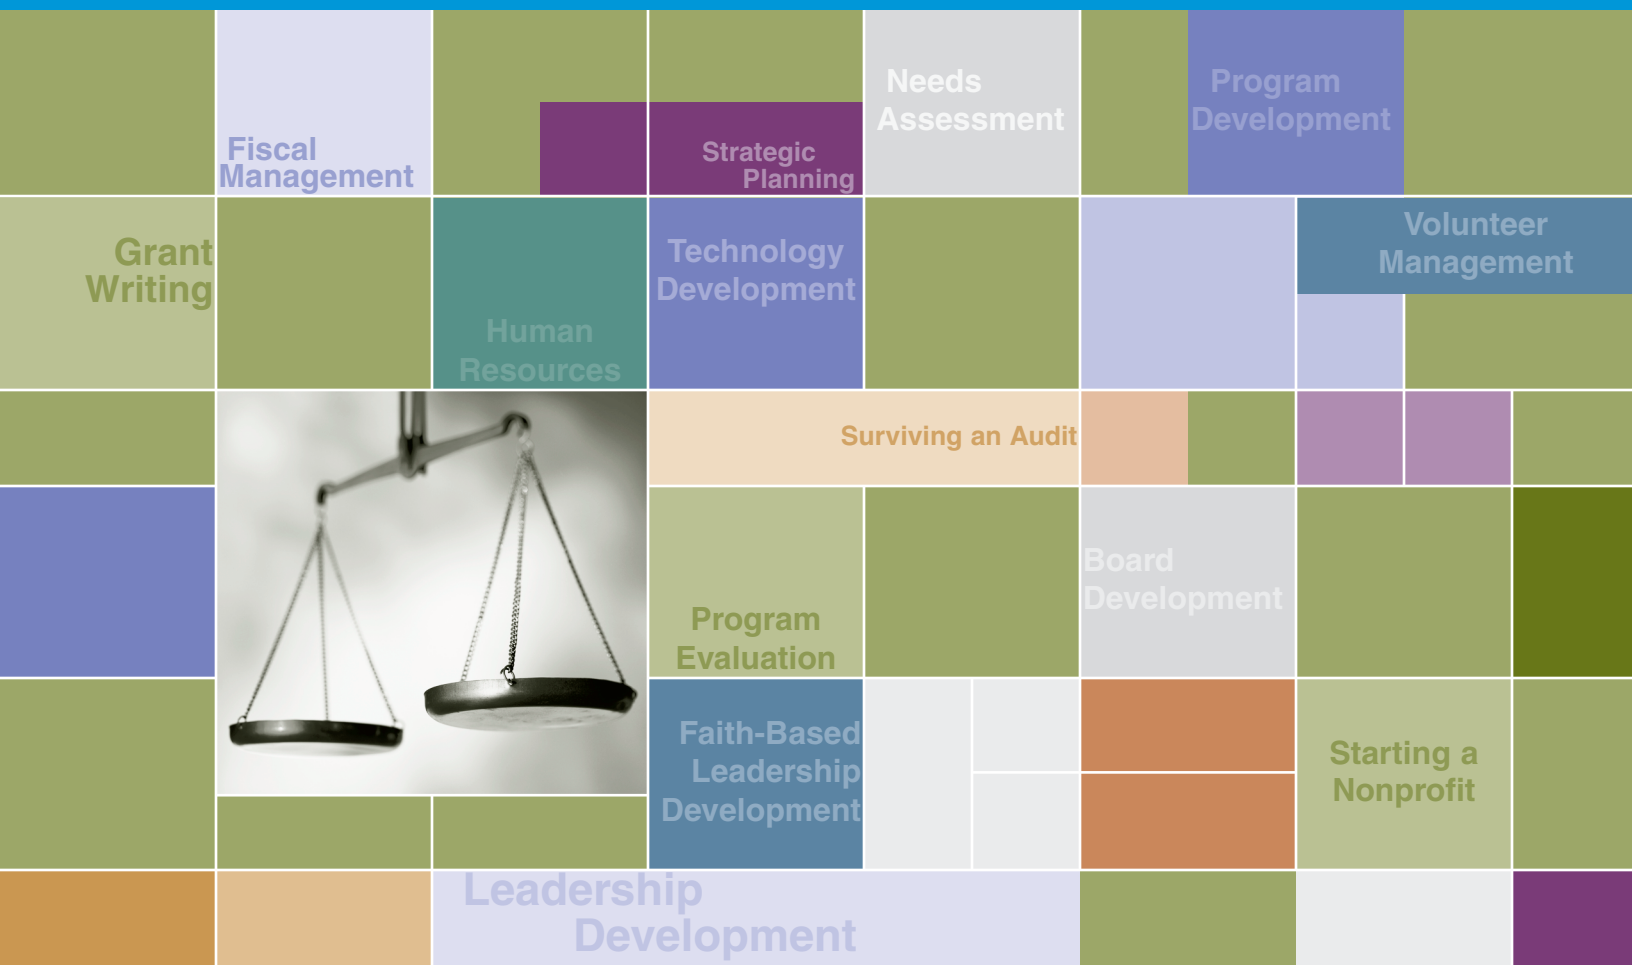 Needs
Assessment
Program
Development
Fiscal
Management
Strategic
Planning
Grant
Writing
Human
Resources
Technology
Development
Volunteer
Management
Surviving an Audit
Program
Evaluation
Board
Development
Faith-Based
Leadership
Development
Starting a
Nonprofit
Leadership
Development